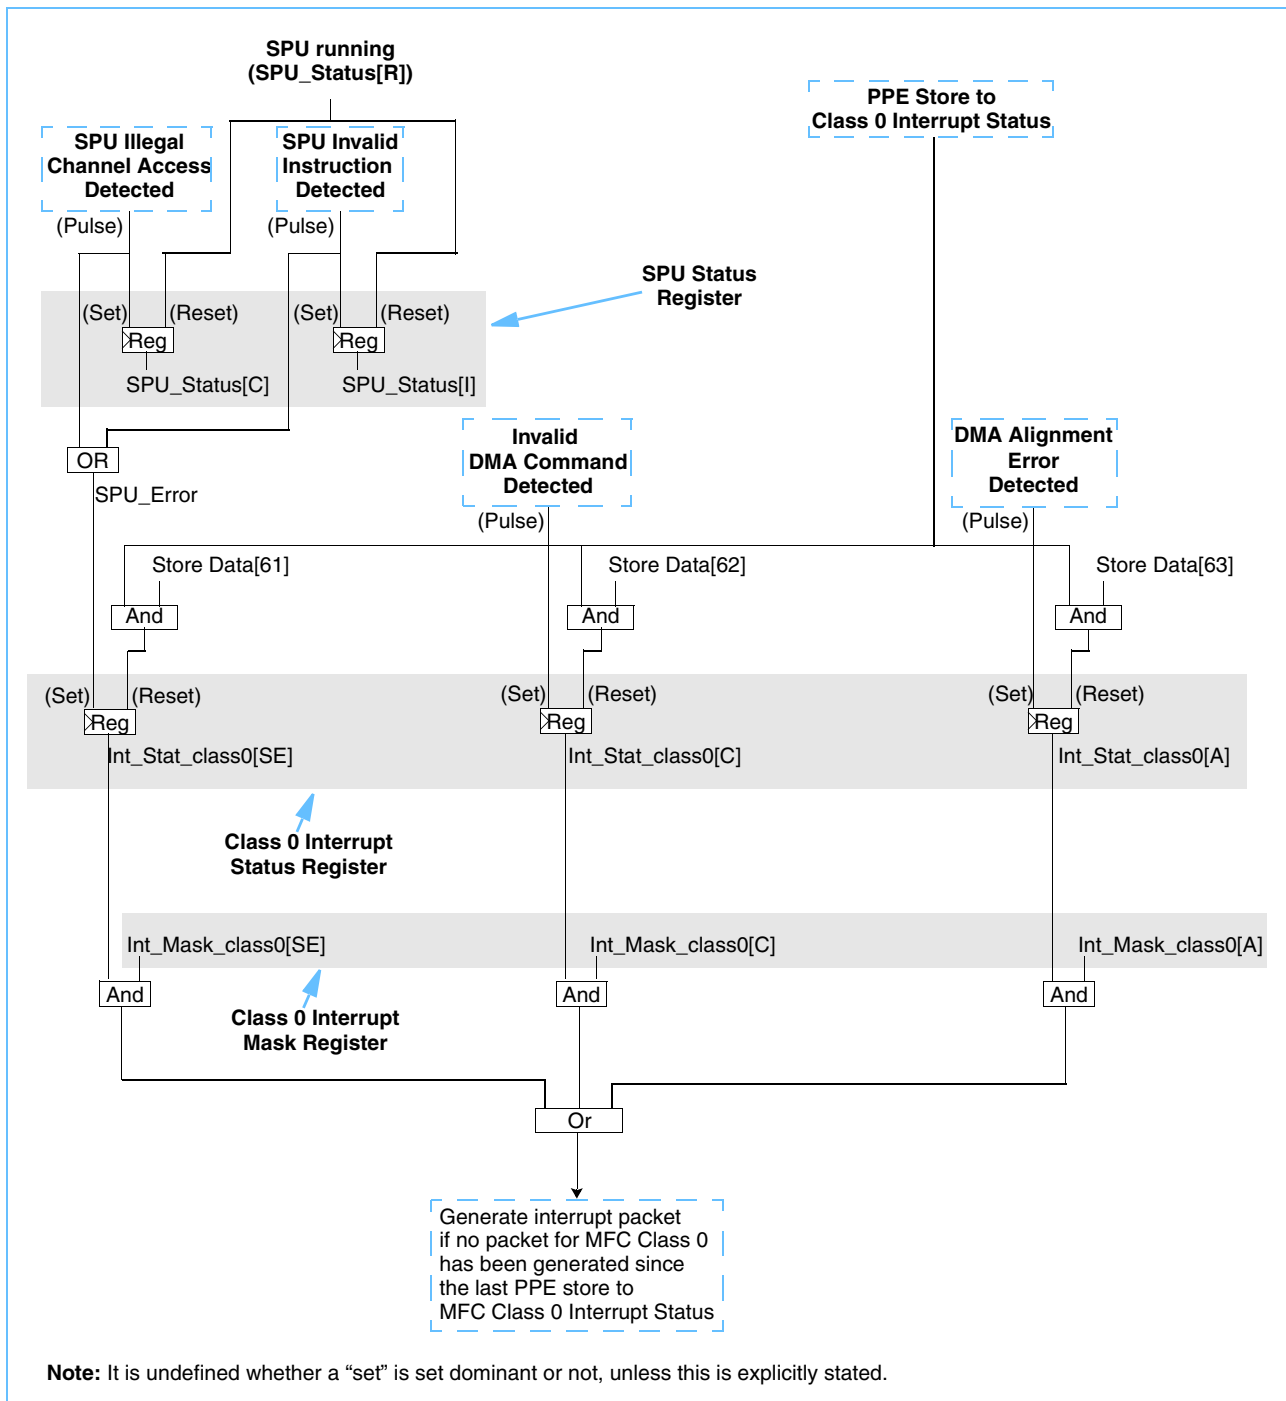 SPU running
(SPU_Status[R])
PPE Store to
Class 0 Interrupt Status
SPU Illegal
Channel Access
Detected
SPU Invalid
Instruction
Detected
(Pulse)
(Pulse)
SPU Status
Register
(Set)
(Reset)
(Set)
(Reset)
Reg
Reg
SPU_Status[C]
SPU_Status[I]
Invalid
DMA Command
Detected
DMA Alignment
Error
Detected
OR
SPU_Error
(Pulse)
(Pulse)
Store Data[61]
Store Data[62]
Store Data[63]
And
And
And
(Set)
(Reset)
(Set)
(Reset)
(Set)
(Reset)
Reg
Reg
Reg
Int_Stat_class0[SE]
Int_Stat_class0[C]
Int_Stat_class0[A]
Class 0 Interrupt
Status Register
Int_Mask_class0[SE]
Int_Mask_class0[C]
Int_Mask_class0[A]
And
And
And
Class 0 Interrupt
Mask Register
Or
Generate interrupt packet
if no packet for MFC Class 0
has been generated since
the last PPE store to
MFC Class 0 Interrupt Status
Note: It is undefined whether a “set” is set dominant or not, unless this is explicitly stated.